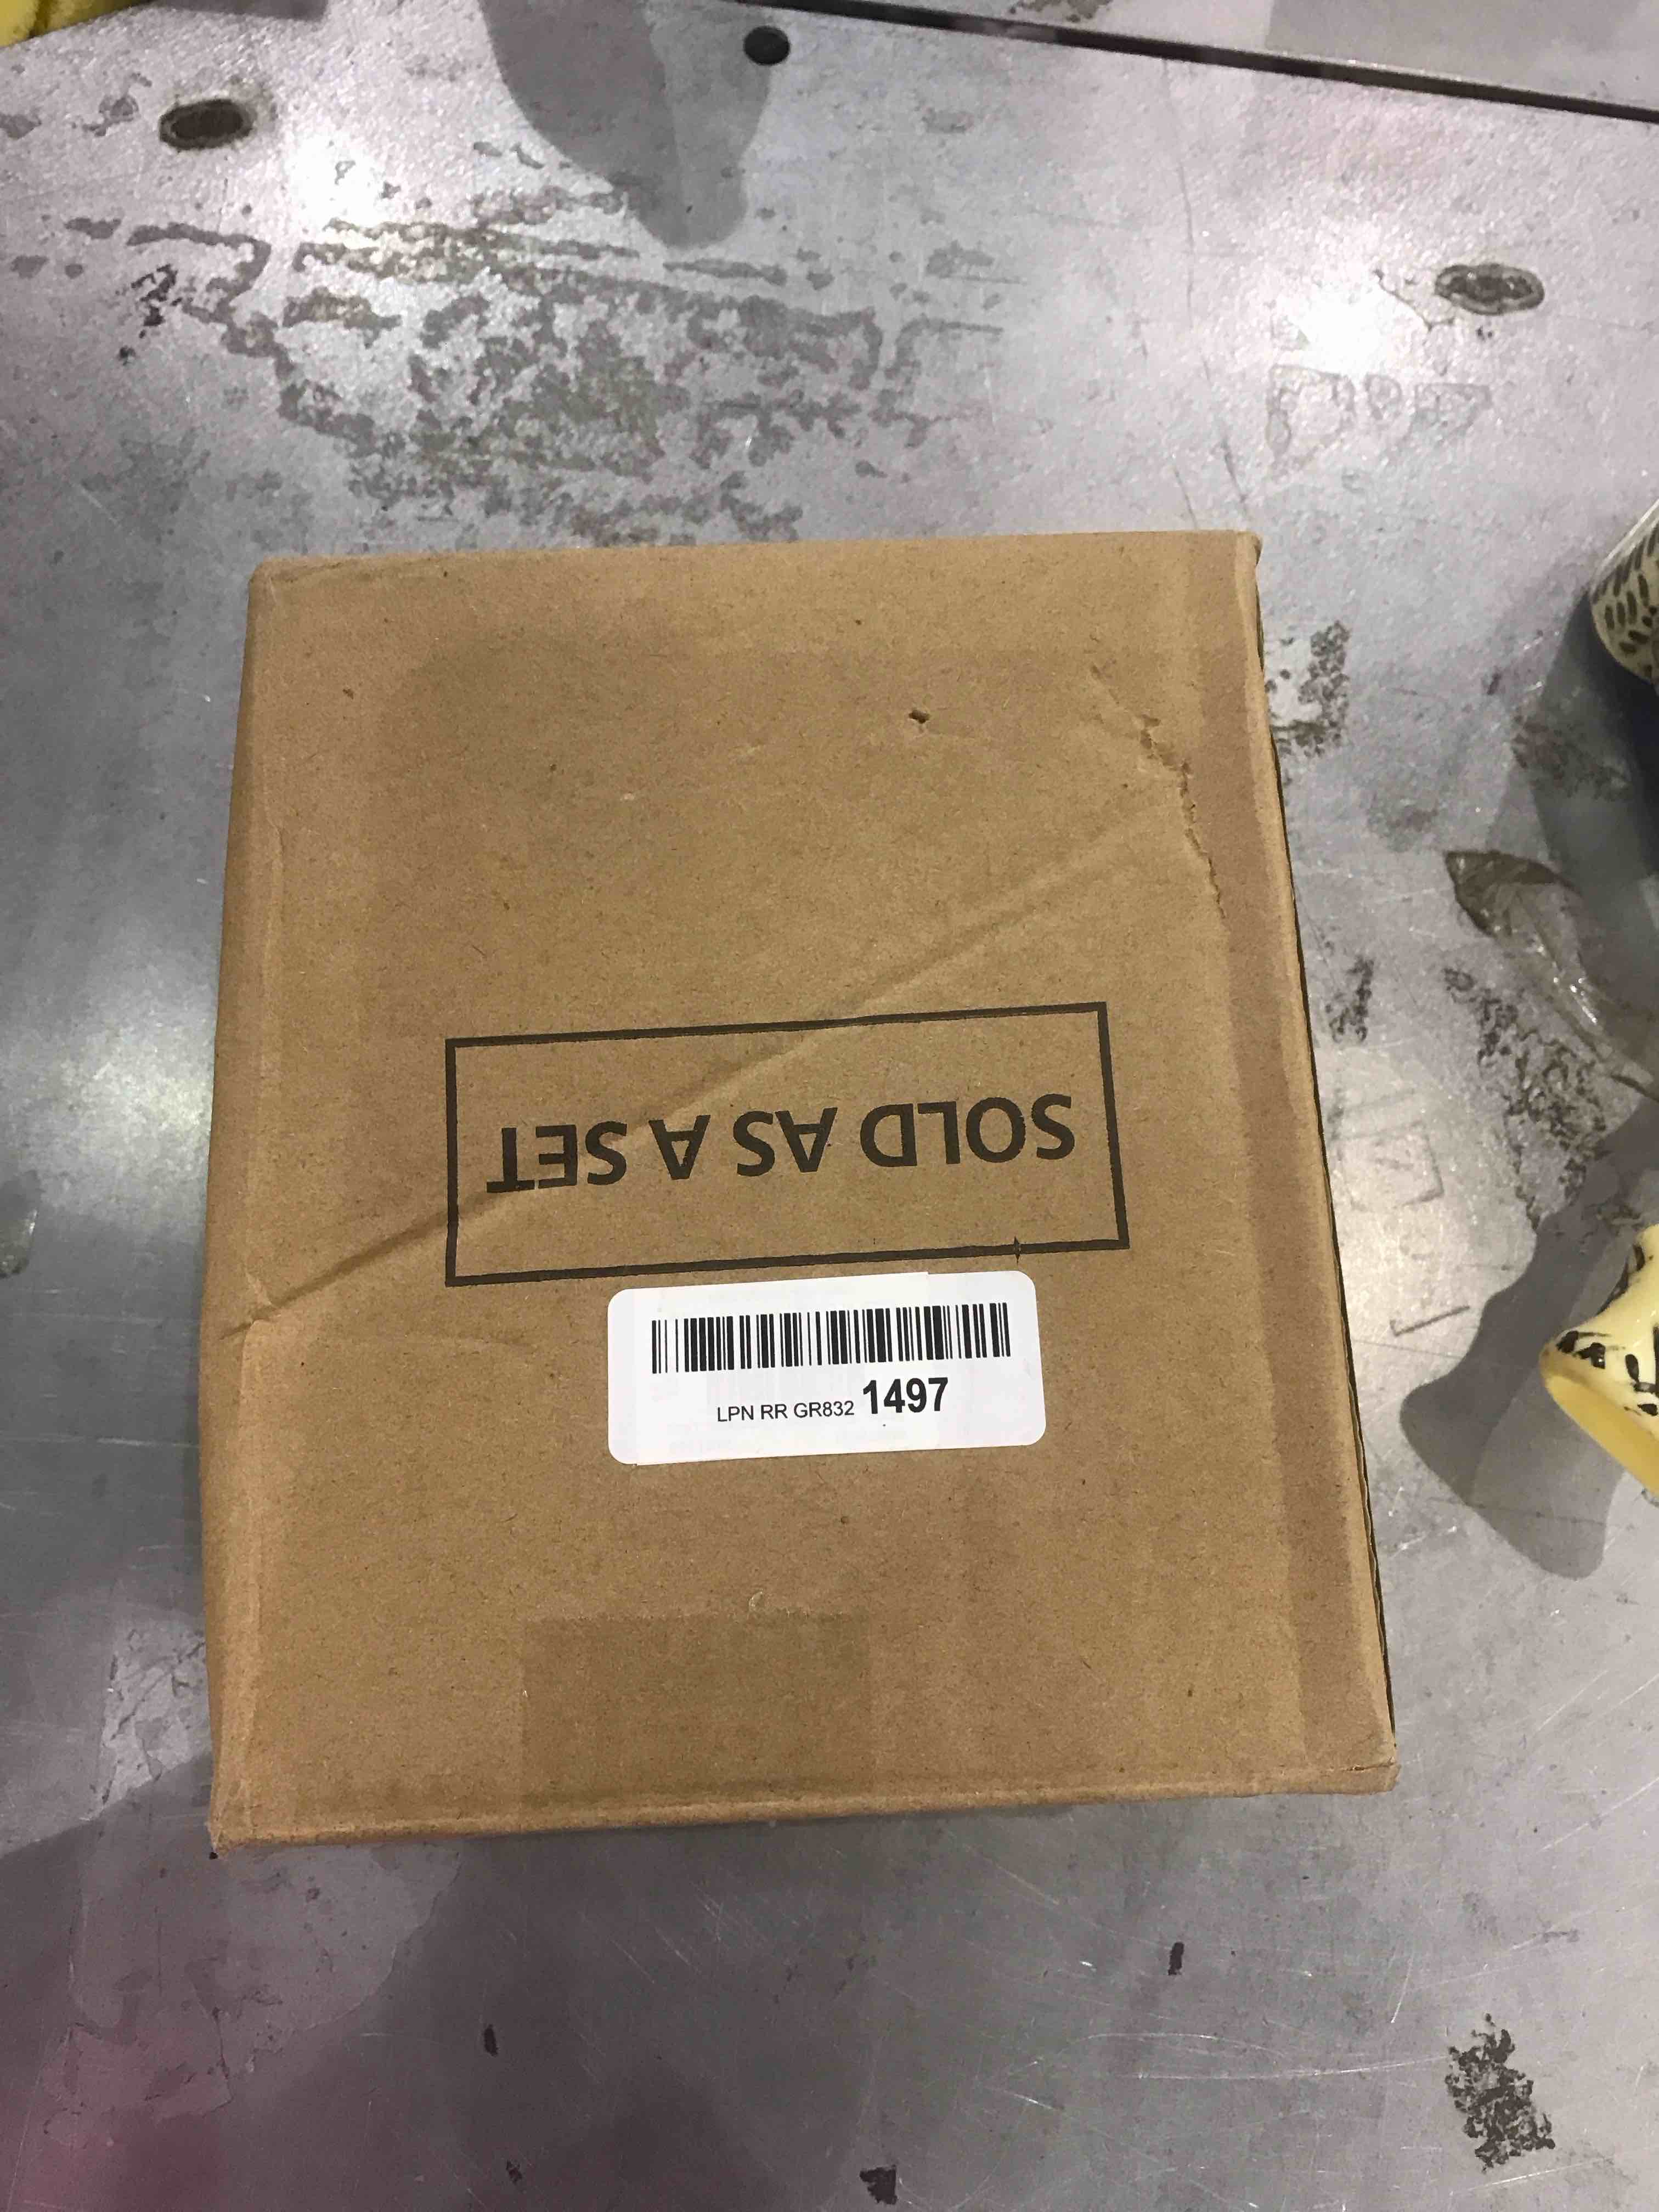 SOLD AS A SET
LPN RR GR832 1497